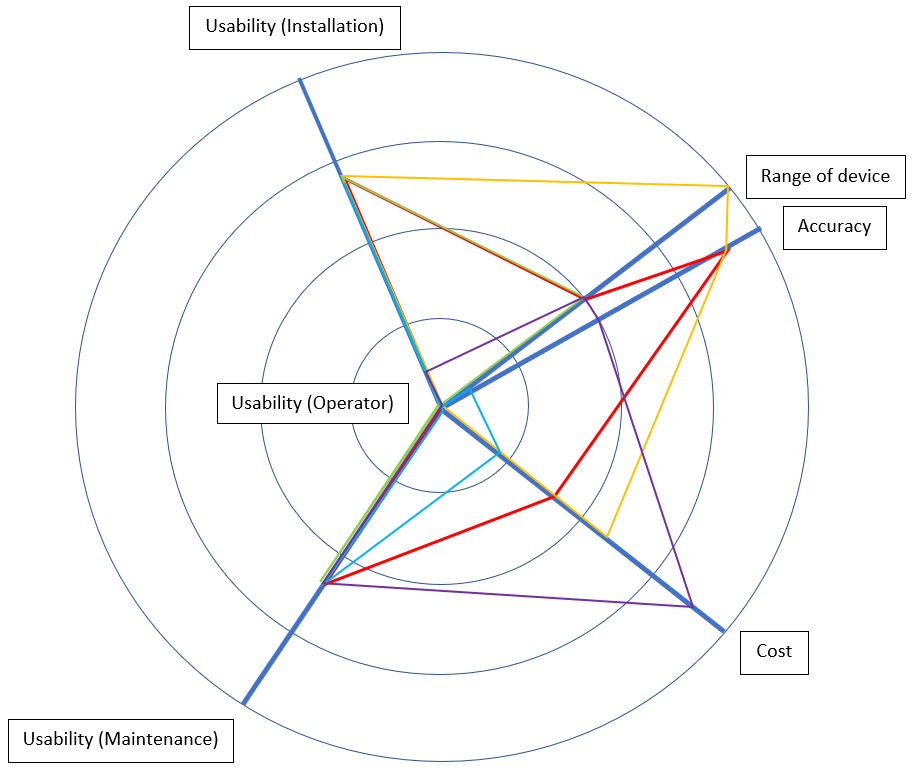 Usability (Installation)
Range of device
Accuracy
Usability (Operator)
Cost
Usability (Maintenance)